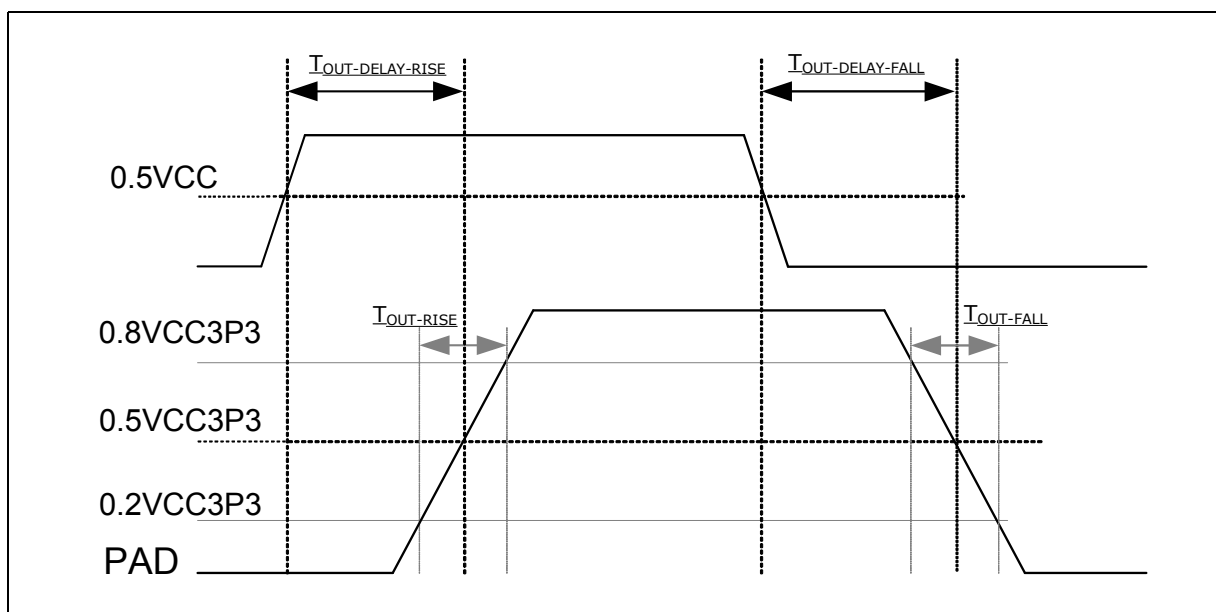 TOUT-DELAY-RISE
TOUT-DELAY-FALL
0.5VCC
TOUT-RISE
TOUT-FALL
0.8VCC3P3
0.5VCC3P3
0.2VCC3P3
PAD